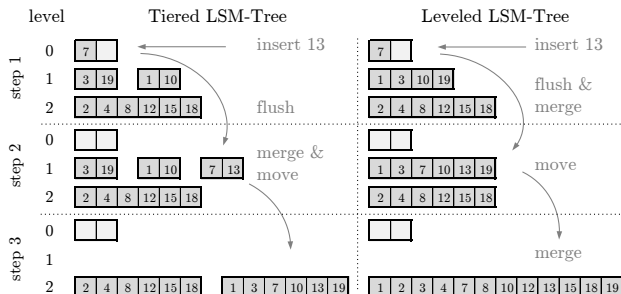 level Tiered LSM-Tree Leveled LSM-Tree
step 1
0 7 insert 13 7 insert 13
1 3 19 1 10 1 3 10 19 flush &
merge
2 2 4 8 12 15 18 flush 2 4 8 12 15 18
step 2
0
1 3 19 1 10 7 13 merge &
move 1 3 7 10 13 19 move
2 2 4 8 12 15 18 2 4 8 12 15 18
step 3
0
1 merge
2 2 4 8 12 15 18 1 3 7 10 13 19 1 2 3 4 7 8 10 12 13 15 18 19